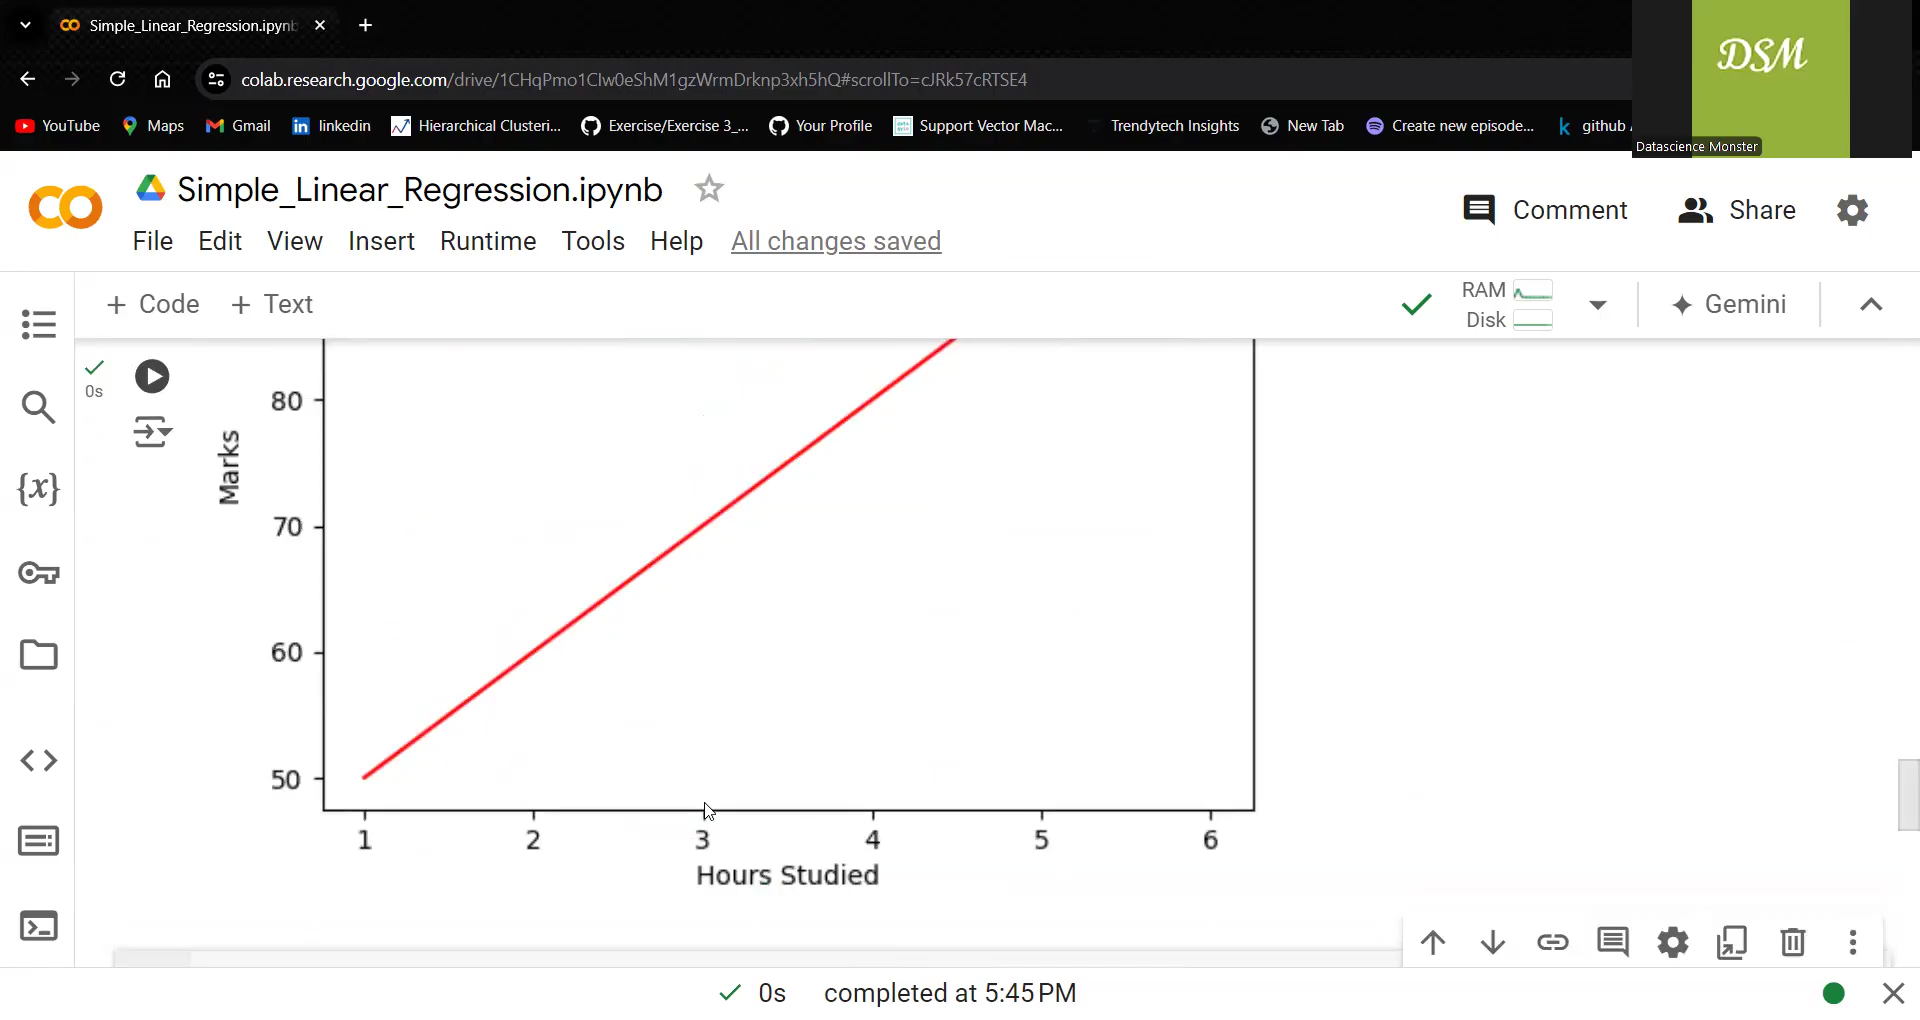 Simple_Linear_Regression.ipynb
colab.research.google.com/drive/1CHqPmo1CIw0eShM1gzWrmDrknp3xh5hQ#scrollTo=cJRk57cRTSE4
YouTube Maps Gmail linkedin Hierarchical Clusteri... Exercise/Exercise 3_... Your Profile Support Vector Mac... Trendytech Insights New Tab Create new episode... github
DSM
Datascience Monster
Simple_Linear_Regression.ipynb
Comment Share
File Edit View Insert Runtime Tools Help All changes saved
+ Code + Text
RAM
Disk
Gemini
0s
Marks
80
70
60
50
1 2 3 4 5 6
Hours Studied
0s completed at 5:45 PM